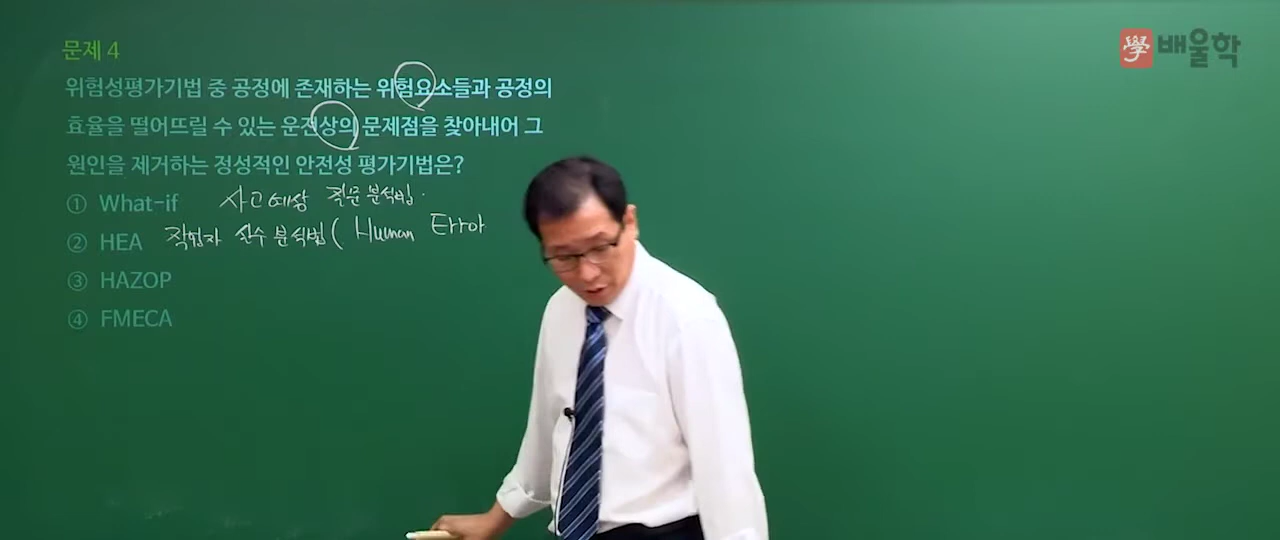 문제 4
學 배울학
위험성평가기법 중 공정에 존재하는 위험요소들과 공정의
효율을 떨어뜨릴 수 있는 운전상의 문제점을 찾아내어 그
원인을 제거하는 정성적인 안전성 평가기법은?
① What-if 사고예상 질문 분석법.
② HEA 작업자 실수 분석법( Human Error
③ HAZOP
④ FMECA